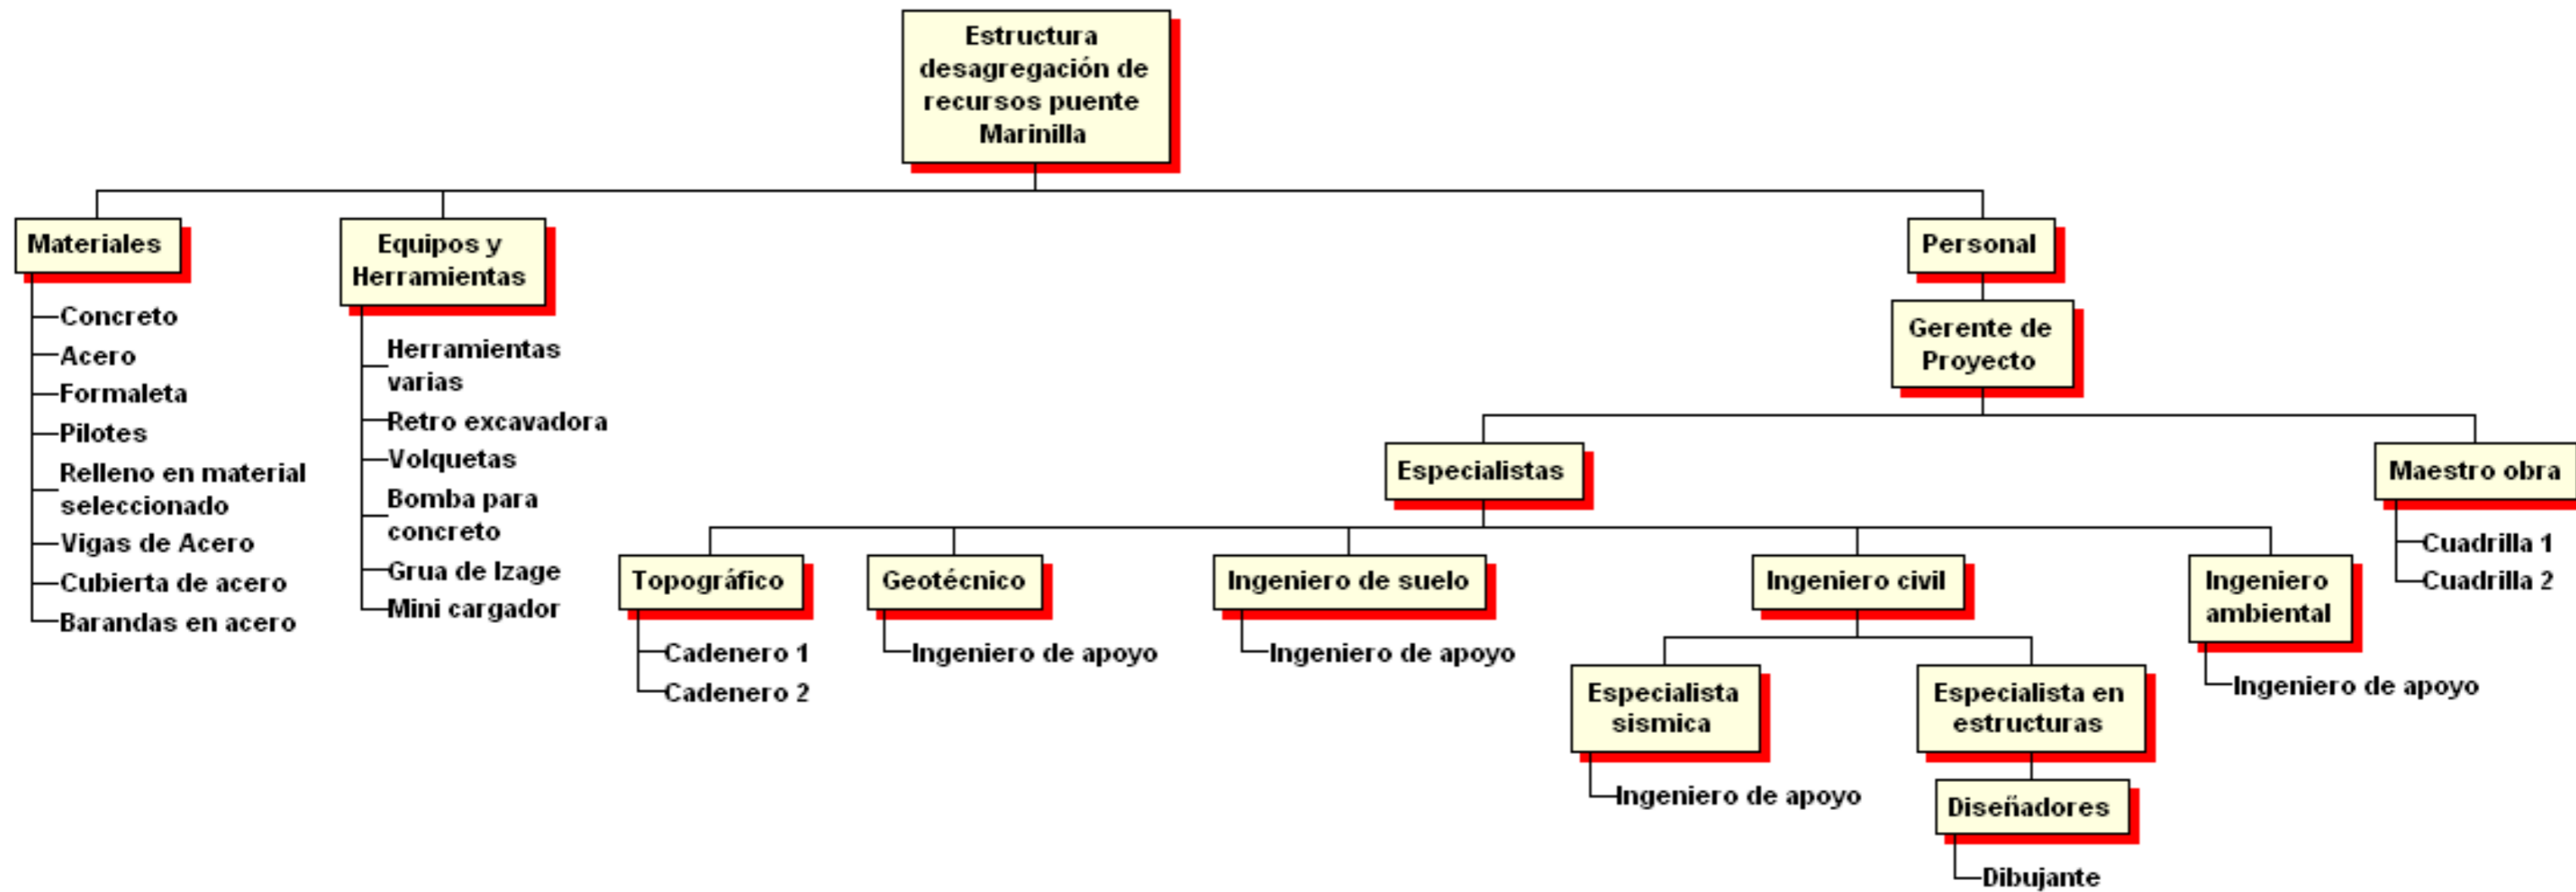 Estructura
desagregación de
recursos puente
Marinilla
Materiales
Concreto
Acero
Formaleta
Pilotes
Relleno en material
seleccionado
Vigas de Acero
Cubierta de acero
Barandas en acero
Equipos y
Herramientas
Herramientas
varias
Retro excavadora
Volquetas
Bomba para
concreto
Grua de Izage
Mini cargador
Personal
Gerente de
Proyecto
Especialistas
Topográfico
Cadenero 1
Cadenero 2
Geotécnico
Ingeniero de apoyo
Ingeniero de suelo
Ingeniero de apoyo
Ingeniero civil
Especialista
sismica
Ingeniero de apoyo
Especialista en
estructuras
Diseñadores
Dibujante
Ingeniero
ambiental
Ingeniero de apoyo
Maestro obra
Cuadrilla 1
Cuadrilla 2